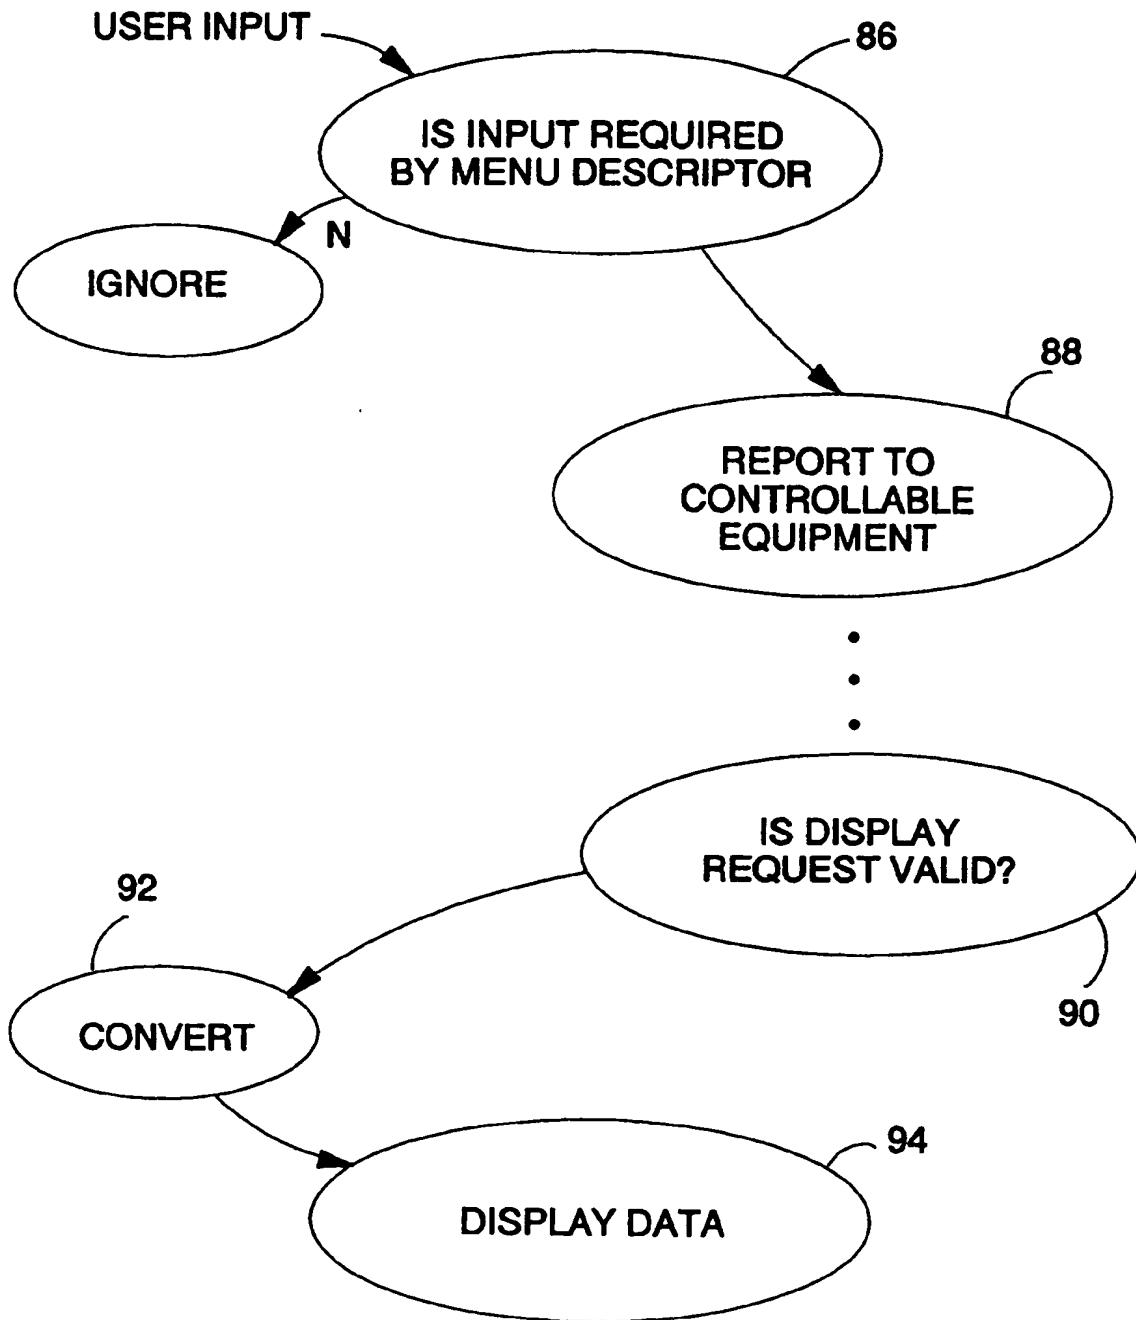 USER INPUT
86
IS INPUT REQUIRED
BY MENU DESCRIPTOR
N
IGNORE
88
REPORT TO
CONTROLLABLE
EQUIPMENT
IS DISPLAY
REQUEST VALID?
92
90
CONVERT
94
DISPLAY DATA